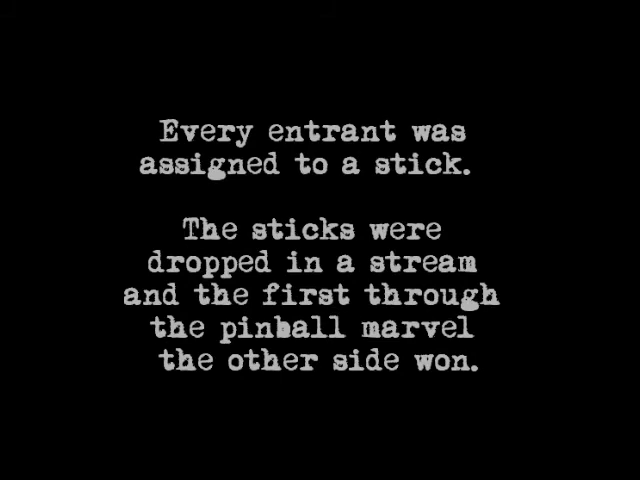 Every entrant was
assigned to a stick.
The sticks were
dropped in a stream
and the first through
the pinball marvel
the other side won.